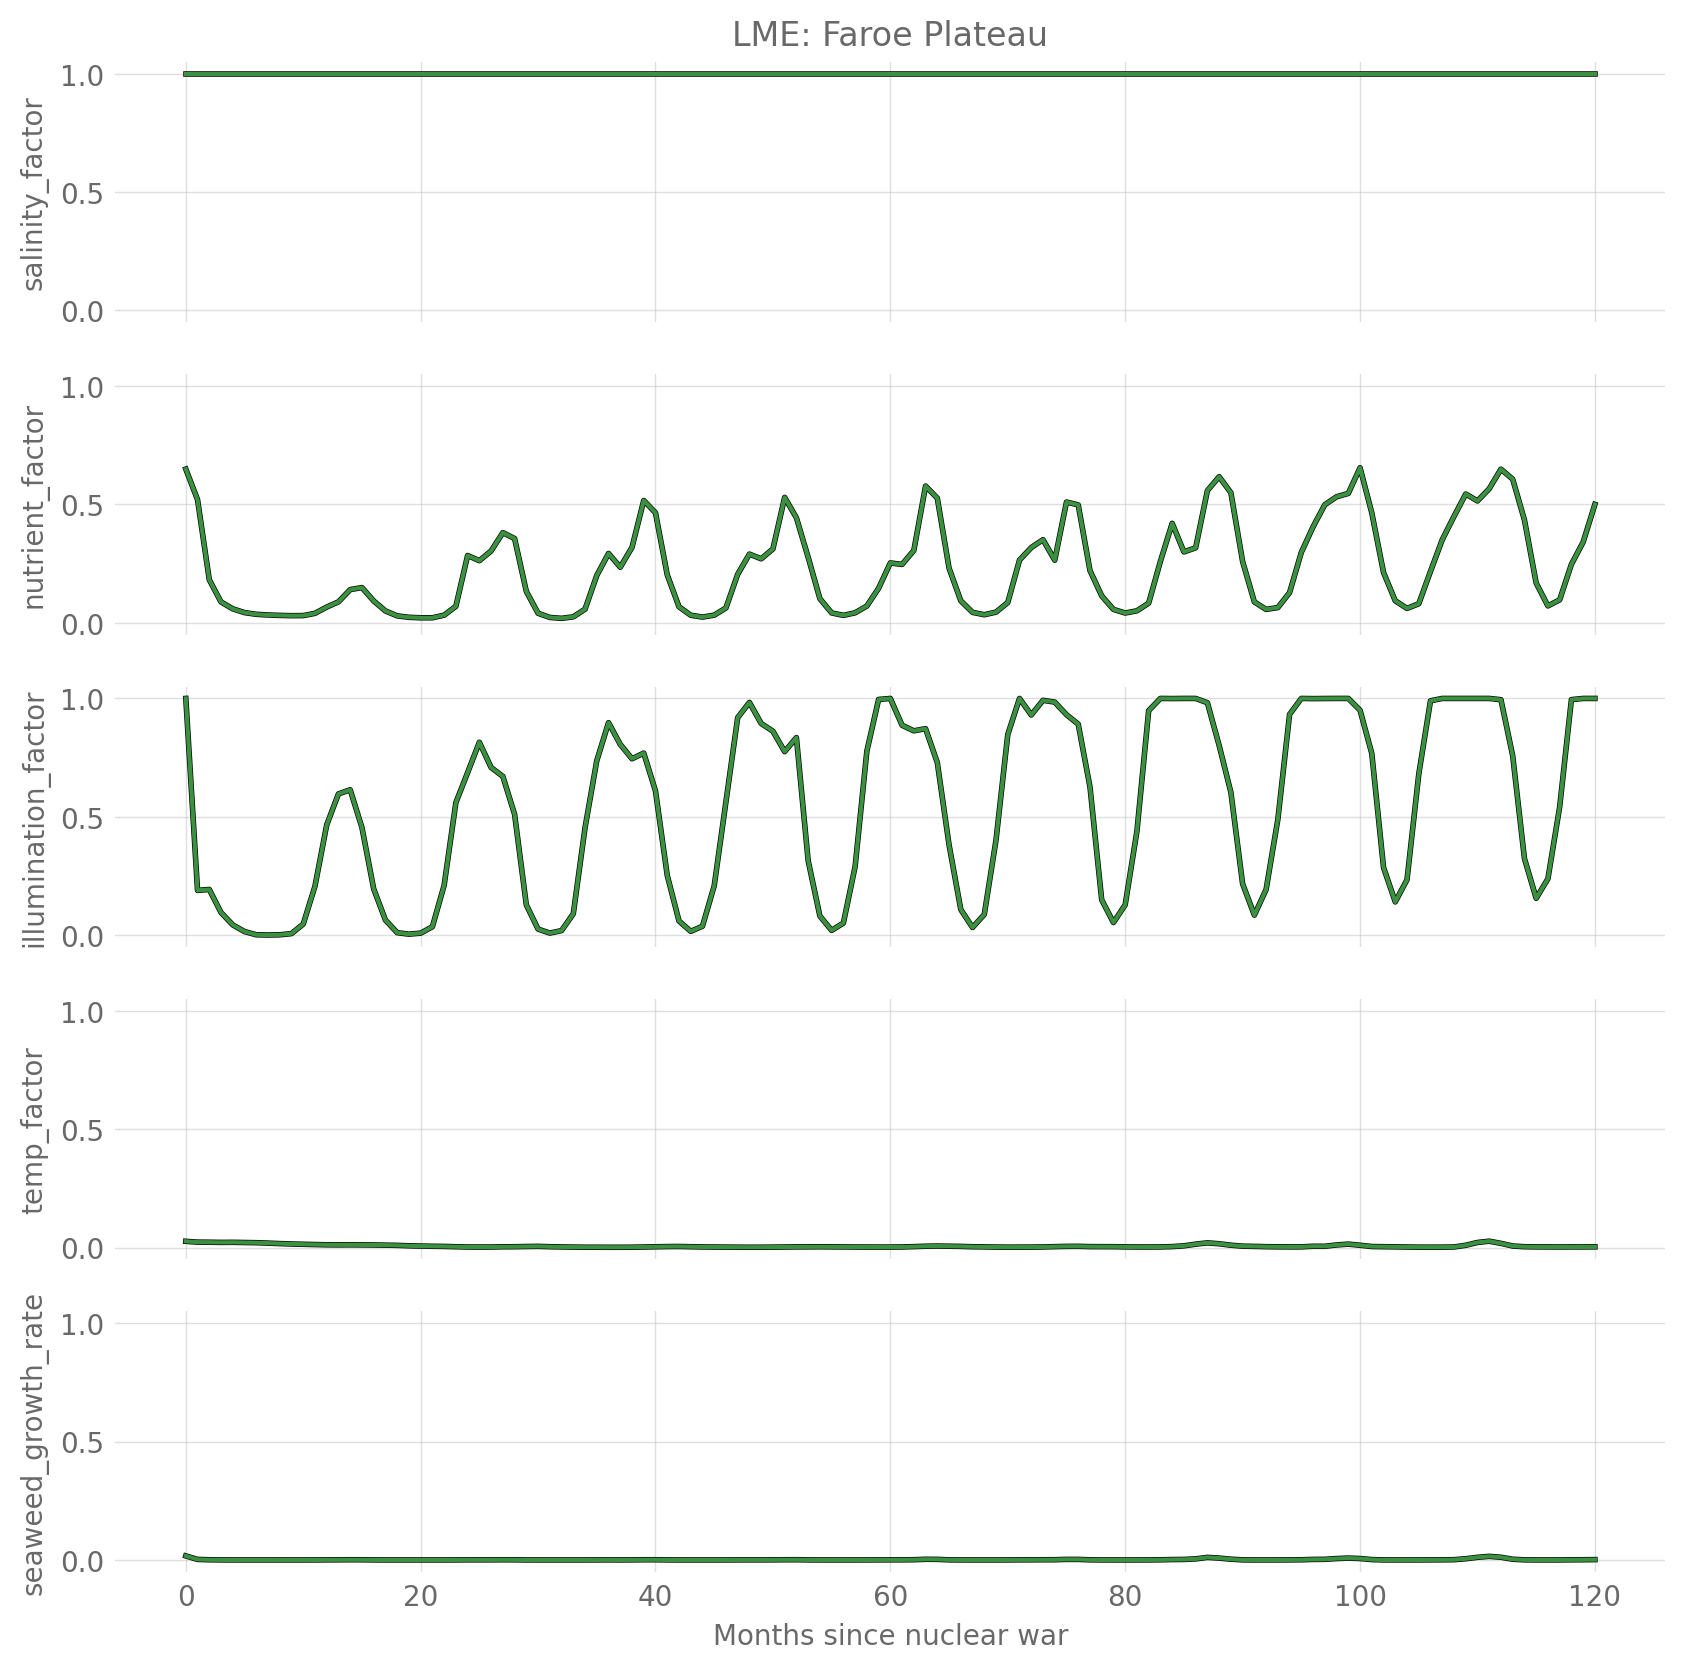 LME: Faroe Plateau
salinity_factor
1.0
0.5
0.0
nutrient_factor
1.0
0.5
0.0
illumination_factor
1.0
0.5
0.0
temp_factor
1.0
0.5
0.0
seaweed_growth_rate
1.0
0.5
0.0
0 20 40 60 80 100 120
Months since nuclear war